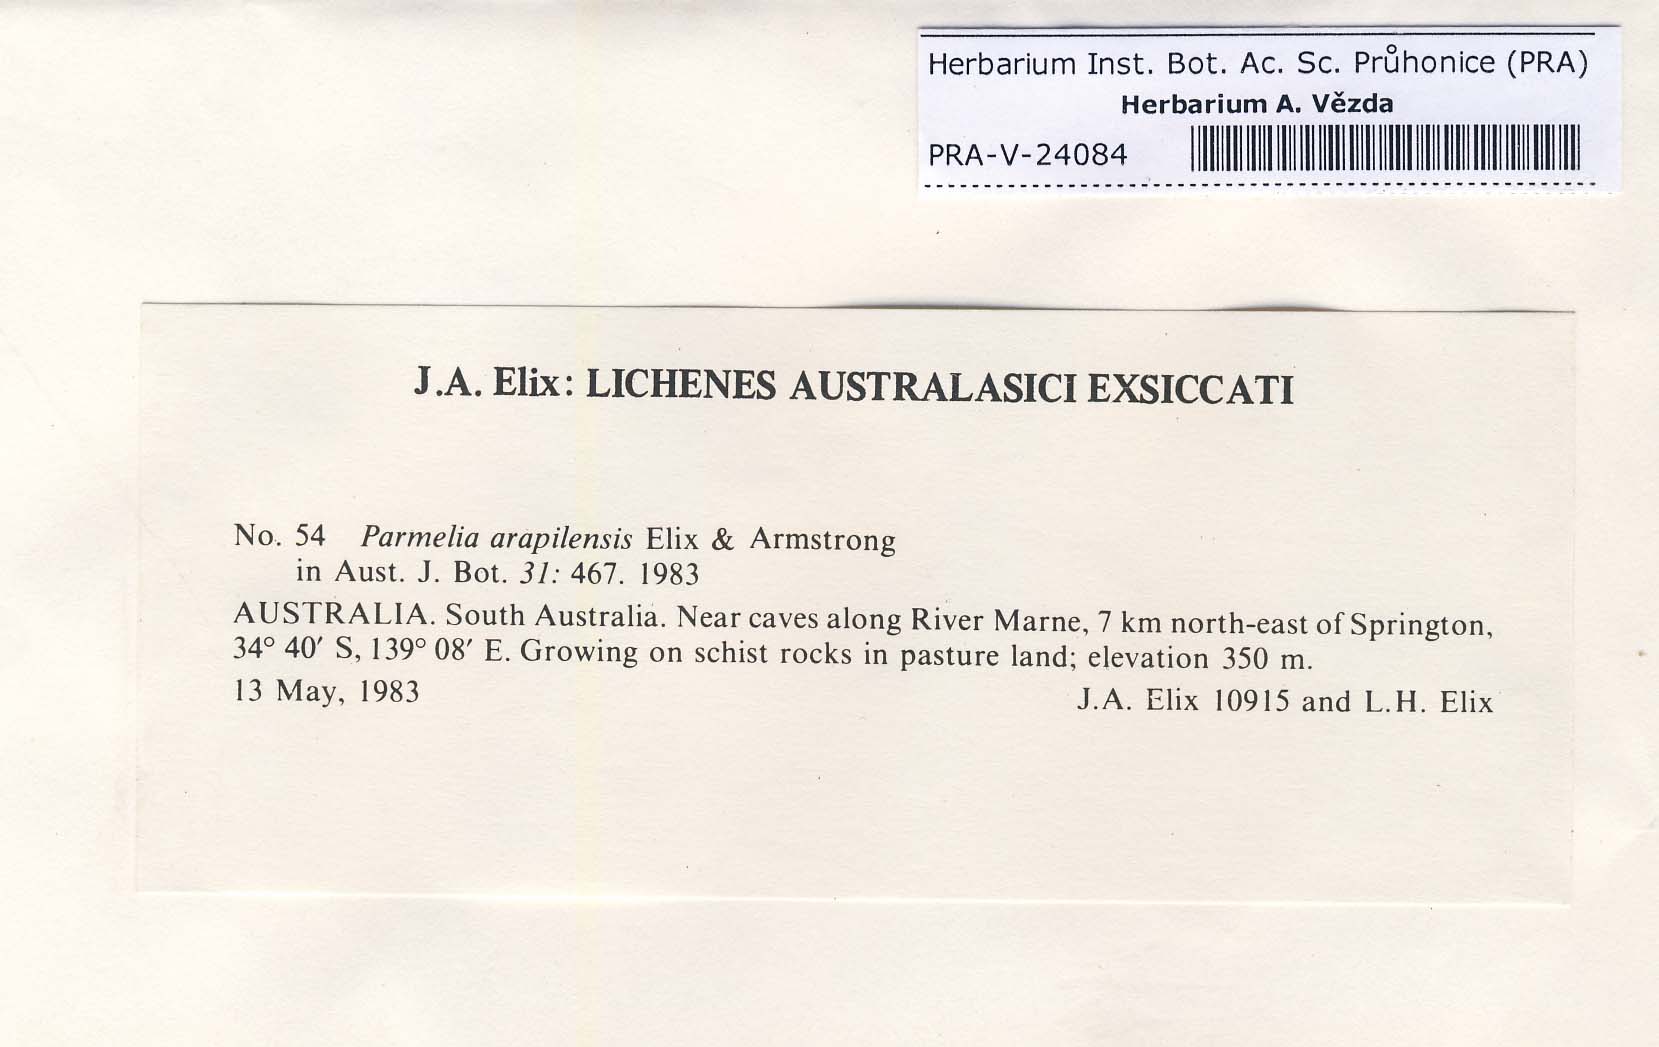 Herbarium Inst. Bot. Ac. Sc. Průhonice (PRA)
Herbarium A. Vězda
PRA-V-24084
J.A. Elix: LICHENES AUSTRALASICI EXSICCATI
No. 54 Parmelia arapilensis Elix & Armstrong
in Aust. J. Bot. 31: 467. 1983
AUSTRALIA. South Australia. Near caves along River Marne, 7 km north-east of Springton,
34° 40′ S, 139° 08′ E. Growing on schist rocks in pasture land; elevation 350 m.
13 May, 1983 J.A. Elix 10915 and L.H. Elix